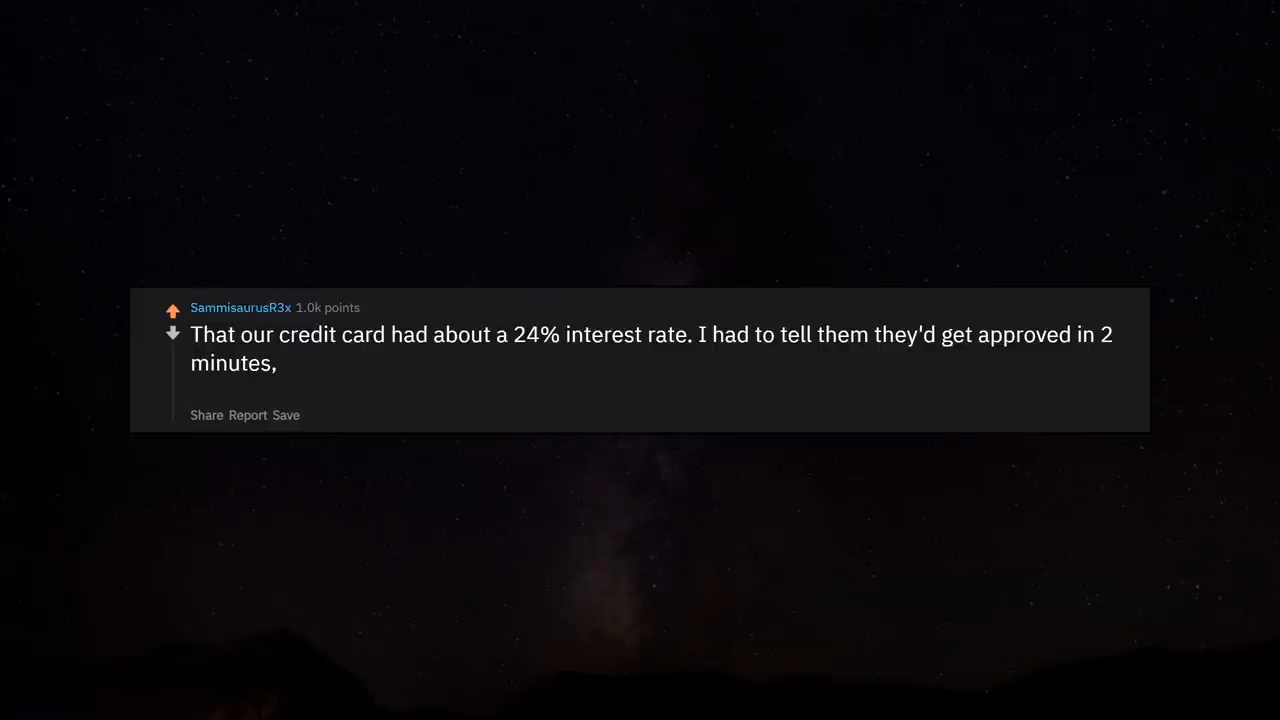 SammisaurusR3x 1.0k points
That our credit card had about a 24% interest rate. I had to tell them they'd get approved in 2
minutes,
Share Report Save